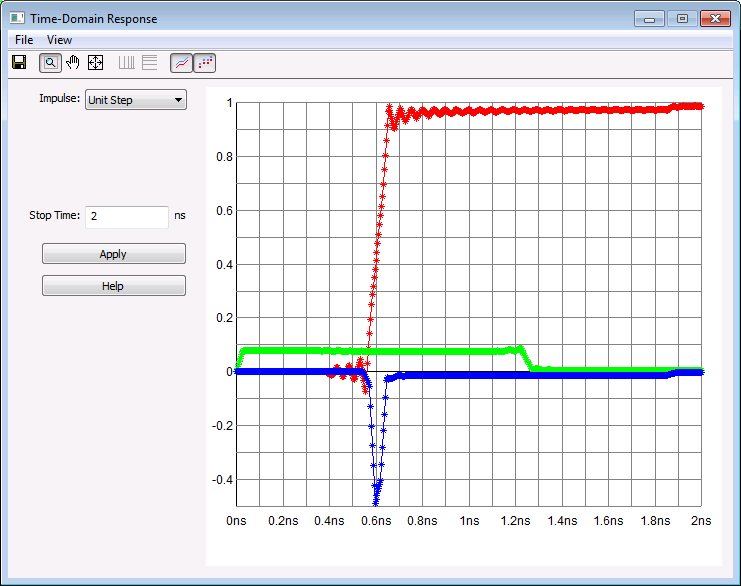 Time-Domain Response
File View
Impulse: Unit Step
Stop Time: 2 ns
Apply
Help
1
0.8
0.6
0.4
0.2
0
-0.2
-0.4
0ns 0.2ns 0.4ns 0.6ns 0.8ns 1ns 1.2ns 1.4ns 1.6ns 1.8ns 2ns